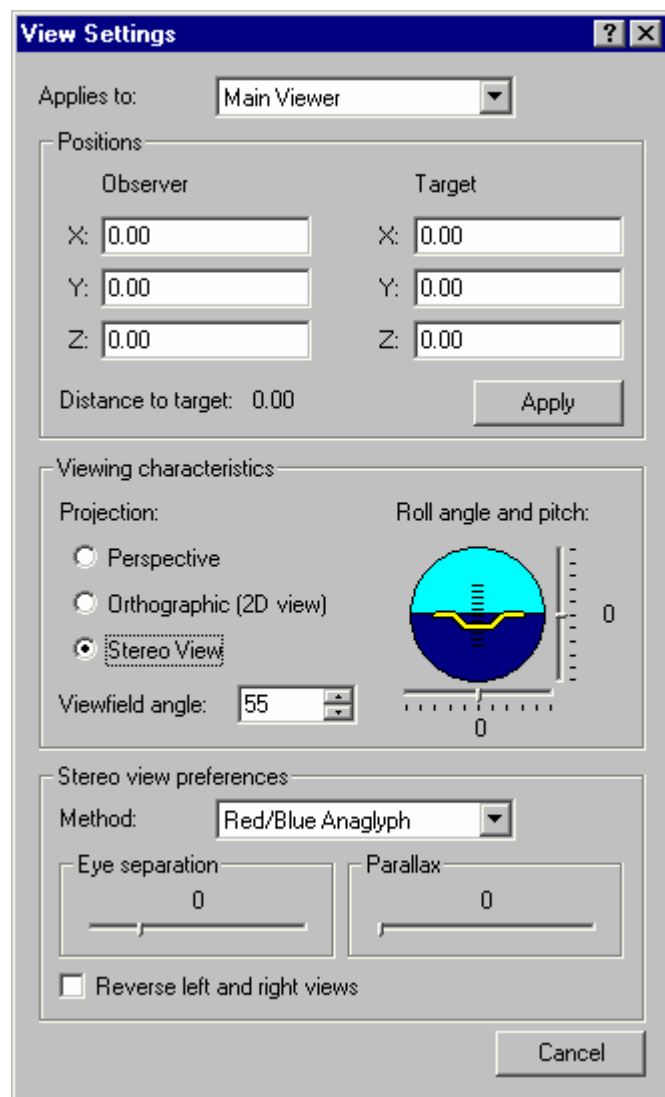 View Settings
Applies to: Main Viewer
Positions
Observer Target
X: 0.00 X: 0.00
Y: 0.00 Y: 0.00
Z: 0.00 Z: 0.00
Distance to target: 0.00 Apply
Viewing characteristics
Projection: Roll angle and pitch:
Perspective
Orthographic (2D view) 0
Stereo View
Viewfield angle: 55
0
Stereo view preferences
Method: Red/Blue Anaglyph
Eye separation Parallax
0 0
Reverse left and right views
Cancel